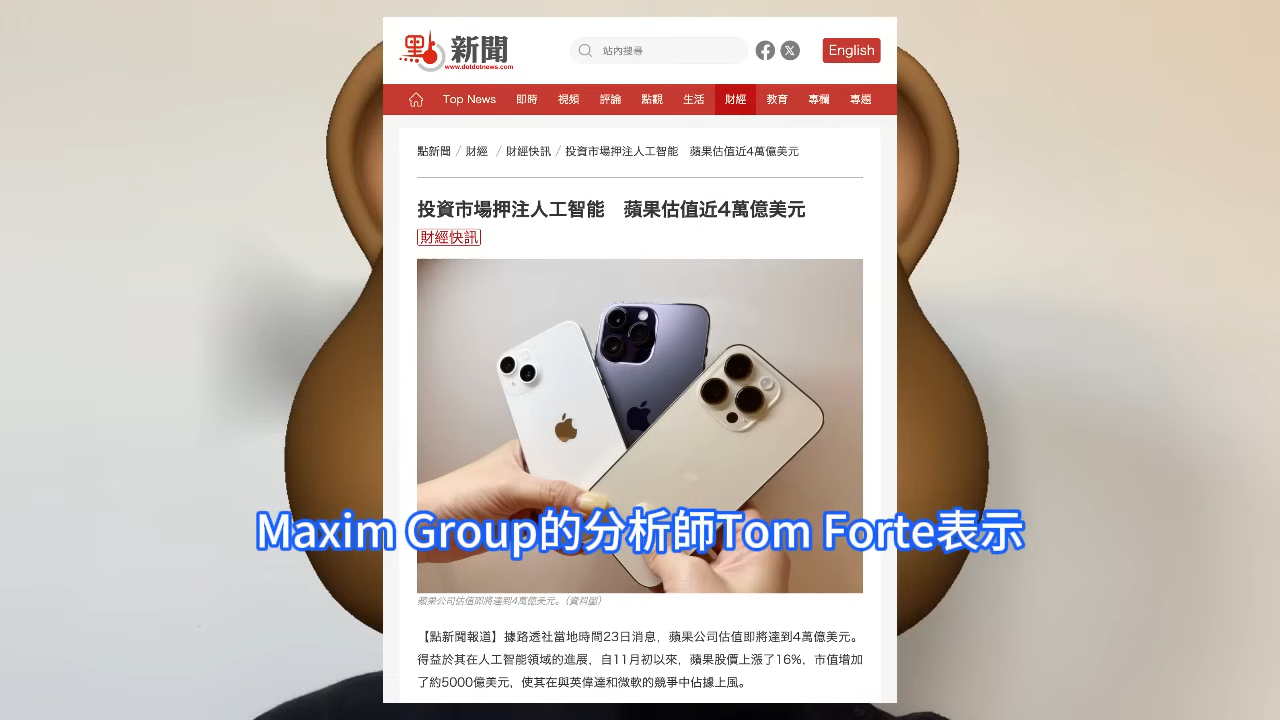 點新聞
www.dotdotnews.com
站內搜尋
English
Top News 即時 視頻 評論 點觀 生活 財經 教育 專欄 專題
點新聞 / 財經 / 財經快訊 / 投資市場押注人工智能 蘋果估值近4萬億美元
投資市場押注人工智能 蘋果估值近4萬億美元
財經快訊
Maxim Group的分析師Tom Forte表示
蘋果公司估值即將達到4萬億美元。（資料圖）
【點新聞報道】據路透社當地時間23日消息，蘋果公司估值即將達到4萬億美元。
得益於其在人工智能領域的進展，自11月初以來，蘋果股價上漲了16%，市值增加
了約5000億美元，使其在與英偉達和微軟的競爭中佔據上風。